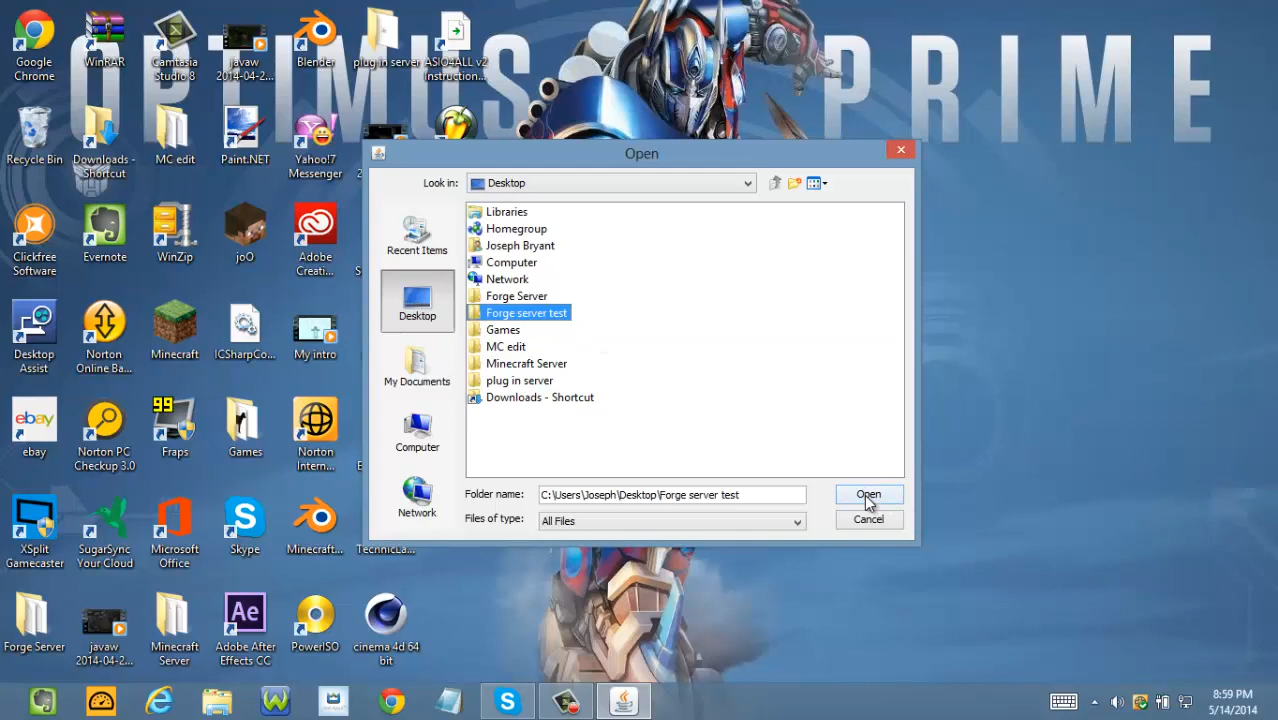 OPTIMUS PRIME
Google
Chrome
WinRAR
Camtasia
Studio 8
javaw
2014-04-2...
Blender
plug in server
ASIO4ALL v2
Instruction...
Recycle Bin
Downloads -
Shortcut
MC edit
Paint.NET
Yahoo!7
Messenger
Clickfree
Software
Evernote
WinZip
joO
Adobe
Creati...
Desktop
Assist
Norton
Online Ba...
Minecraft
ICSharpCo...
My intro
ebay
ebay
Norton PC
Checkup 3.0
99
Fraps
Games
Norton
Intern...
XSplit
Gamecaster
SugarSync
Your Cloud
Microsoft
Office
Skype
Minecraft...
TechnicLa...
Forge Server
javaw
2014-04-2...
Minecraft
Server
Ae
Adobe After
Effects CC
PowerISO
cinema 4d 64
bit
Open
Look in:
Desktop
Recent Items
Desktop
My Documents
Computer
Network
Libraries
Homegroup
Joseph Bryant
Computer
Network
Forge Server
Forge server test
Games
MC edit
Minecraft Server
plug in server
Downloads - Shortcut
Folder name:
C:\Users\Joseph\Desktop\Forge server test
Open
Files of type:
All Files
Cancel
8:59 PM
5/14/2014